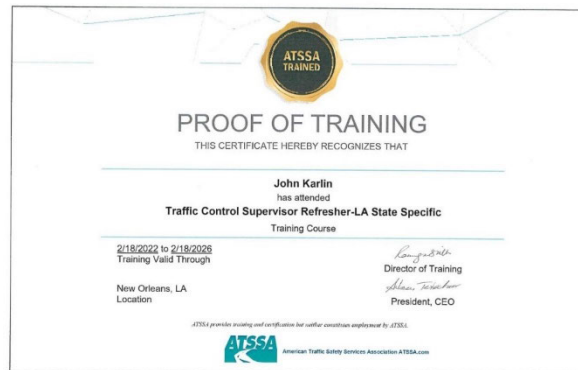 ATSSA
TRAINED
PROOF OF TRAINING
THIS CERTIFICATE HEREBY RECOGNIZES THAT
John Karlin
has attended
Traffic Control Supervisor Refresher-LA State Specific
Training Course
2/18/2022 to 2/18/2026
Training Valid Through
Director of Training
New Orleans, LA
Location
President, CEO
ATSSA provides training and certification but neither constitutes employment by ATSSA.
ATSSA
American Traffic Safety Services Association ATSSA.com